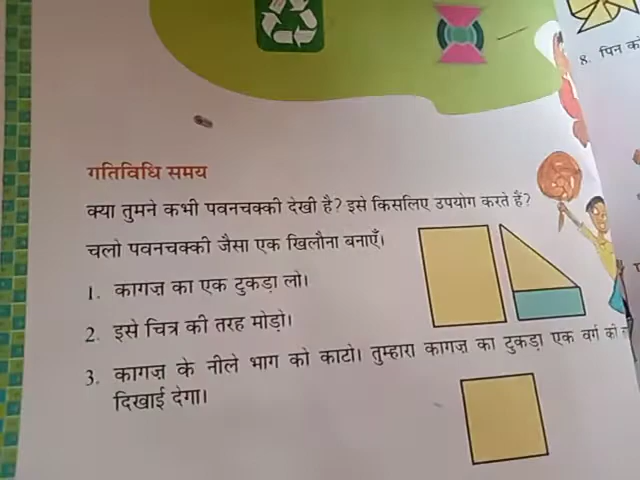 8. पिन को
गतिविधि समय
क्या तुमने कभी पवनचक्की देखी है? इसे किसलिए उपयोग करते हैं?
चलो पवनचक्की जैसा एक खिलौना बनाएँ।
1. कागज़ का एक टुकड़ा लो।
2. इसे चित्र की तरह मोड़ो।
3. कागज़ के नीले भाग को काटो। तुम्हारा कागज़ का टुकड़ा एक वर्ग की
दिखाई देगा।